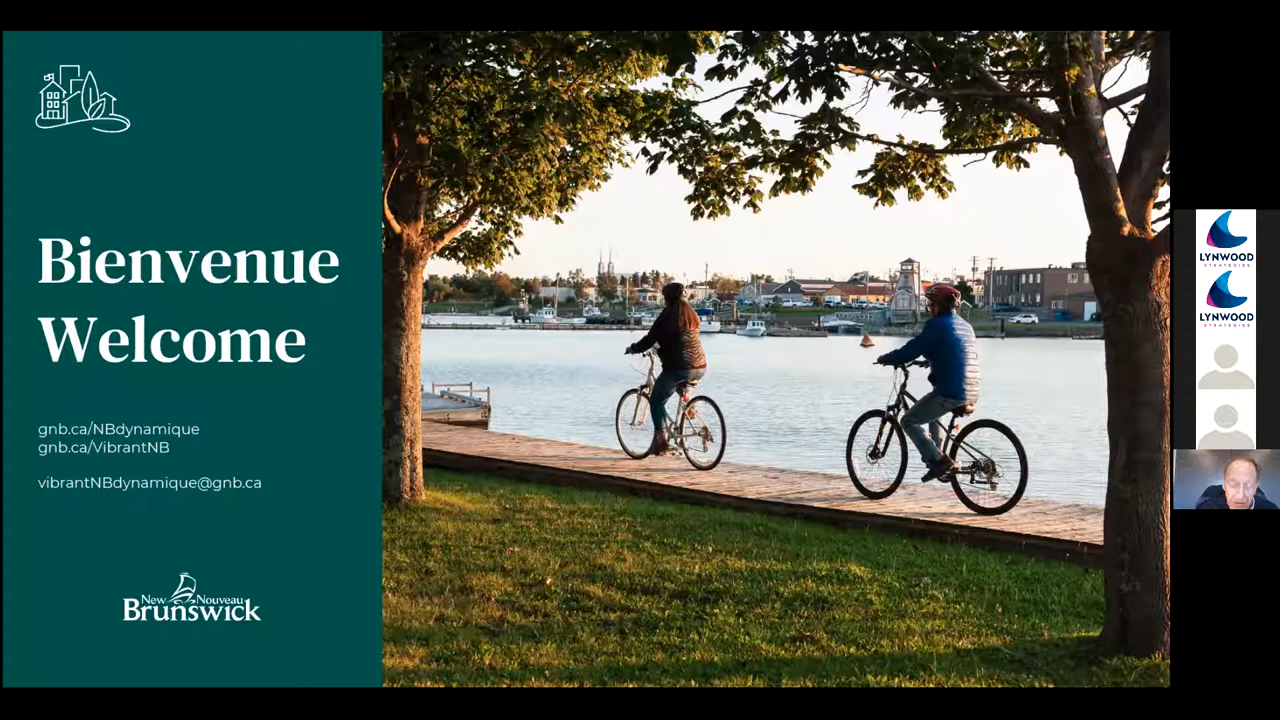 Bienvenue
Welcome
gnb.ca/NBdynamique
gnb.ca/VibrantNB
vibrantNBdynamique@gnb.ca
New Nouveau
Brunswick
LYNWOOD
STRATEGIES
LYNWOOD
STRATEGIES